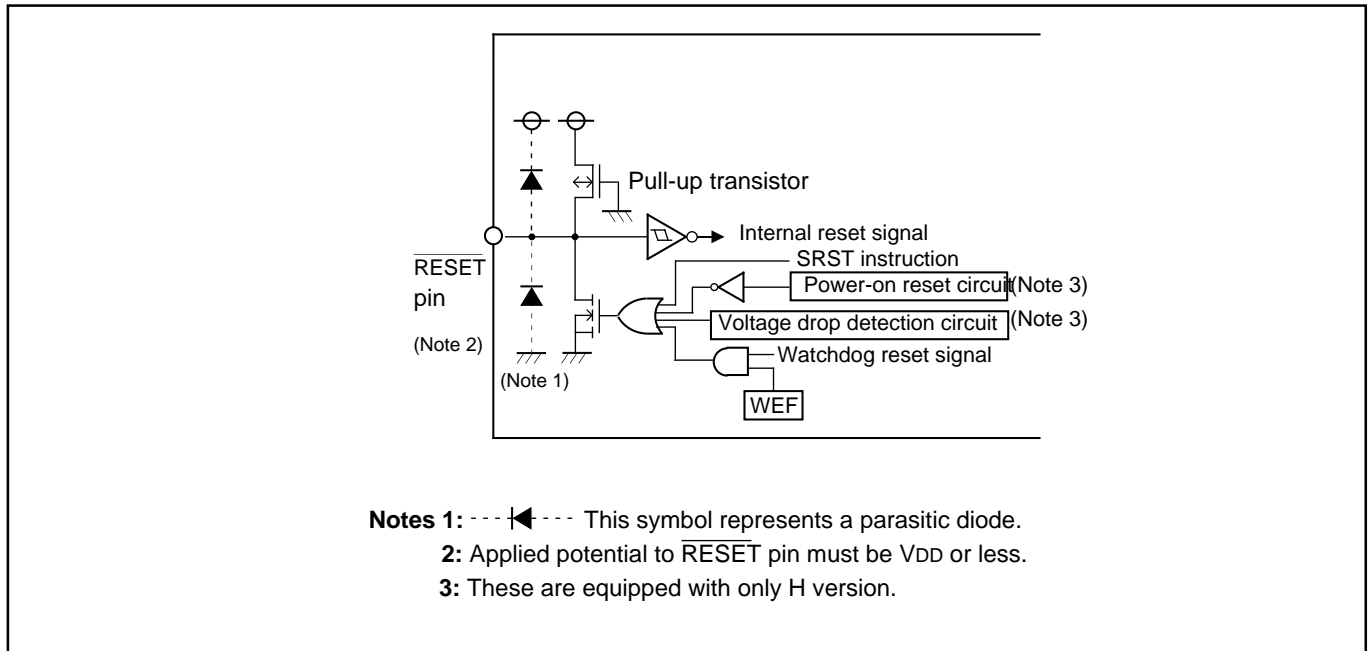 Pull-up transistor
Internal reset signal
SRST instruction
RESET
pin
Power-on reset circuit(Note 3)
Voltage drop detection circuit (Note 3)
(Note 2)
Watchdog reset signal
(Note 1)
WEF
Notes 1: This symbol represents a parasitic diode.
2: Applied potential to RESET pin must be VDD or less.
3: These are equipped with only H version.